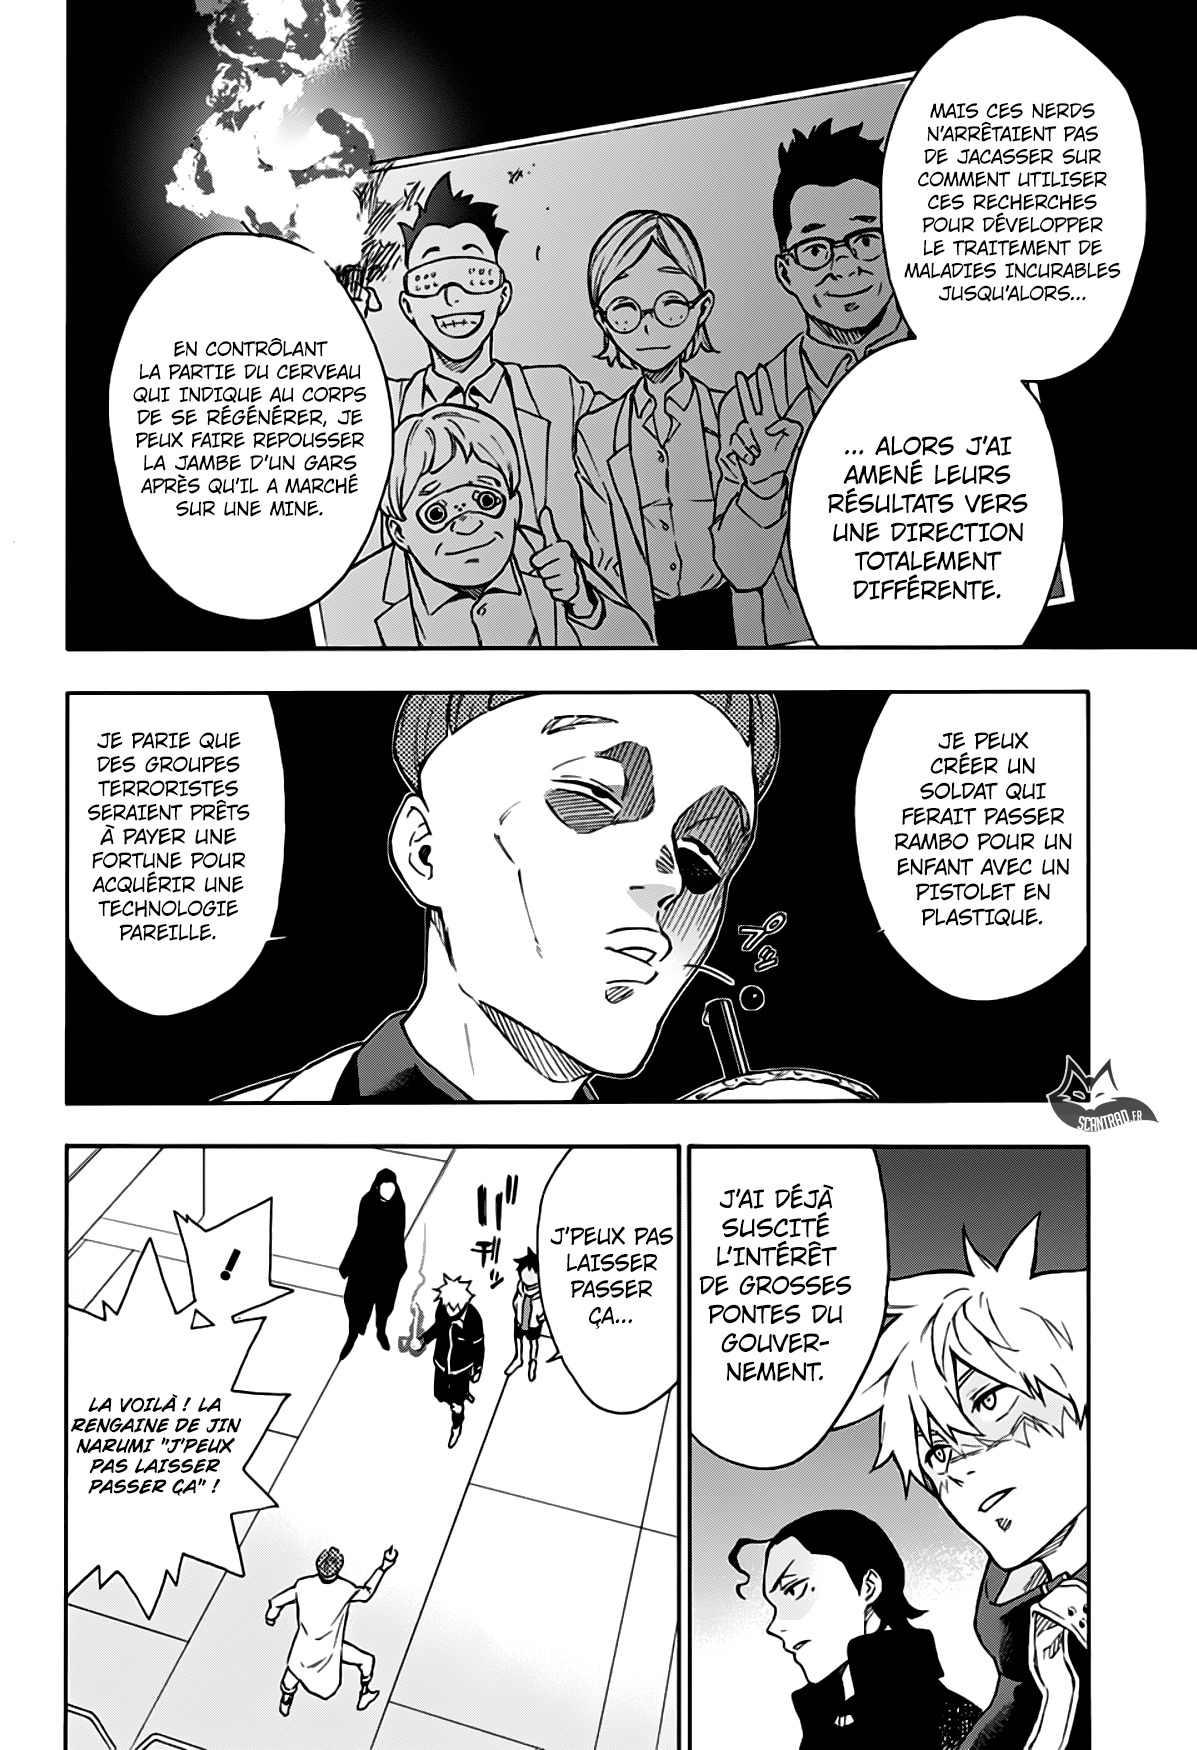 MAIS CES NERDS
N'ARRÊTAIENT PAS
DE JACASSER SUR
COMMENT UTILISER
CES RECHERCHES
POUR DÉVELOPPER
LE TRAITEMENT DE
MALADIES INCURABLES
JUSQU'ALORS...
... ALORS J'AI
AMENÉ LEURS
RÉSULTATS VERS
UNE DIRECTION
TOTALEMENT
DIFFÉRENTE.
EN CONTRÔLANT
LA PARTIE DU CERVEAU
QUI INDIQUE AU CORPS
DE SE RÉGÉNÉRER, JE
PEUX FAIRE REPOUSSER
LA JAMBE D'UN GARS
APRÈS QU'IL A MARCHÉ
SUR UNE MINE.
JE PEUX
CRÉER UN
SOLDAT QUI
FERAIT PASSER
RAMBO POUR UN
ENFANT AVEC UN
PISTOLET EN
PLASTIQUE.
JE PARIE QUE
DES GROUPES
TERRORISTES
SERAIENT PRÊTS
À PAYER UNE
FORTUNE POUR
ACQUÉRIR UNE
TECHNOLOGIE
PAREILLE.
SCANTRAD.FR
J'AI DÉJÀ
SUSCITÉ
L'INTÉRÊT
DE GROSSES
PONTES DU
GOUVER-
NEMENT.
J'PEUX PAS
LAISSER
PASSER
ÇA...
!
LA VOILÀ ! LA
RENGAINE DE JIN
NARUMI "J'PEUX
PAS LAISSER
PASSER ÇA" !